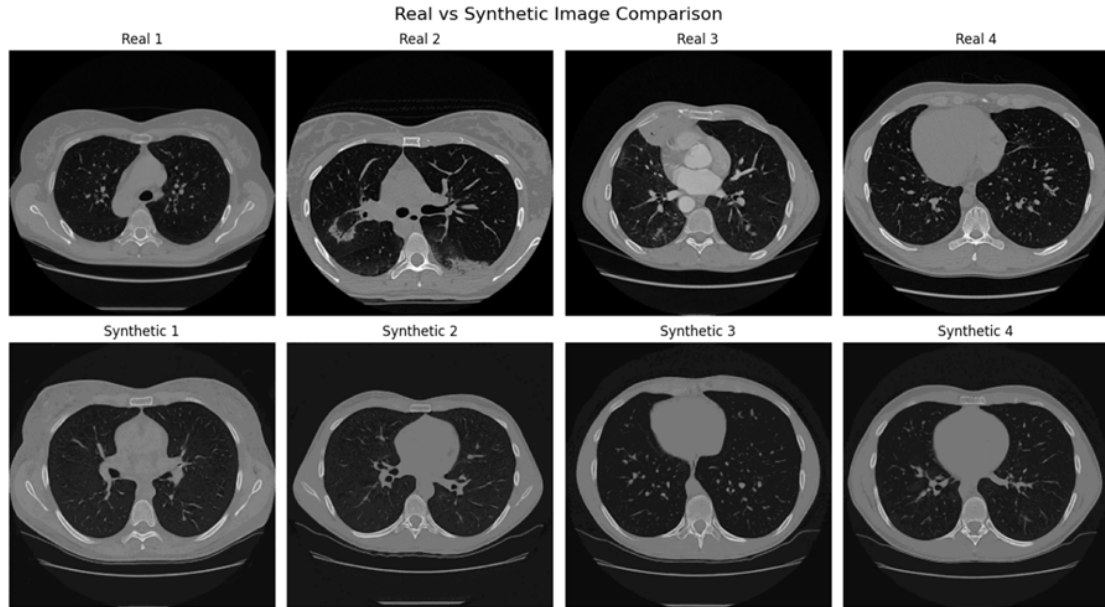 Real vs Synthetic Image Comparison
Real 1
Real 2
Real 3
Real 4
Synthetic 1
Synthetic 2
Synthetic 3
Synthetic 4